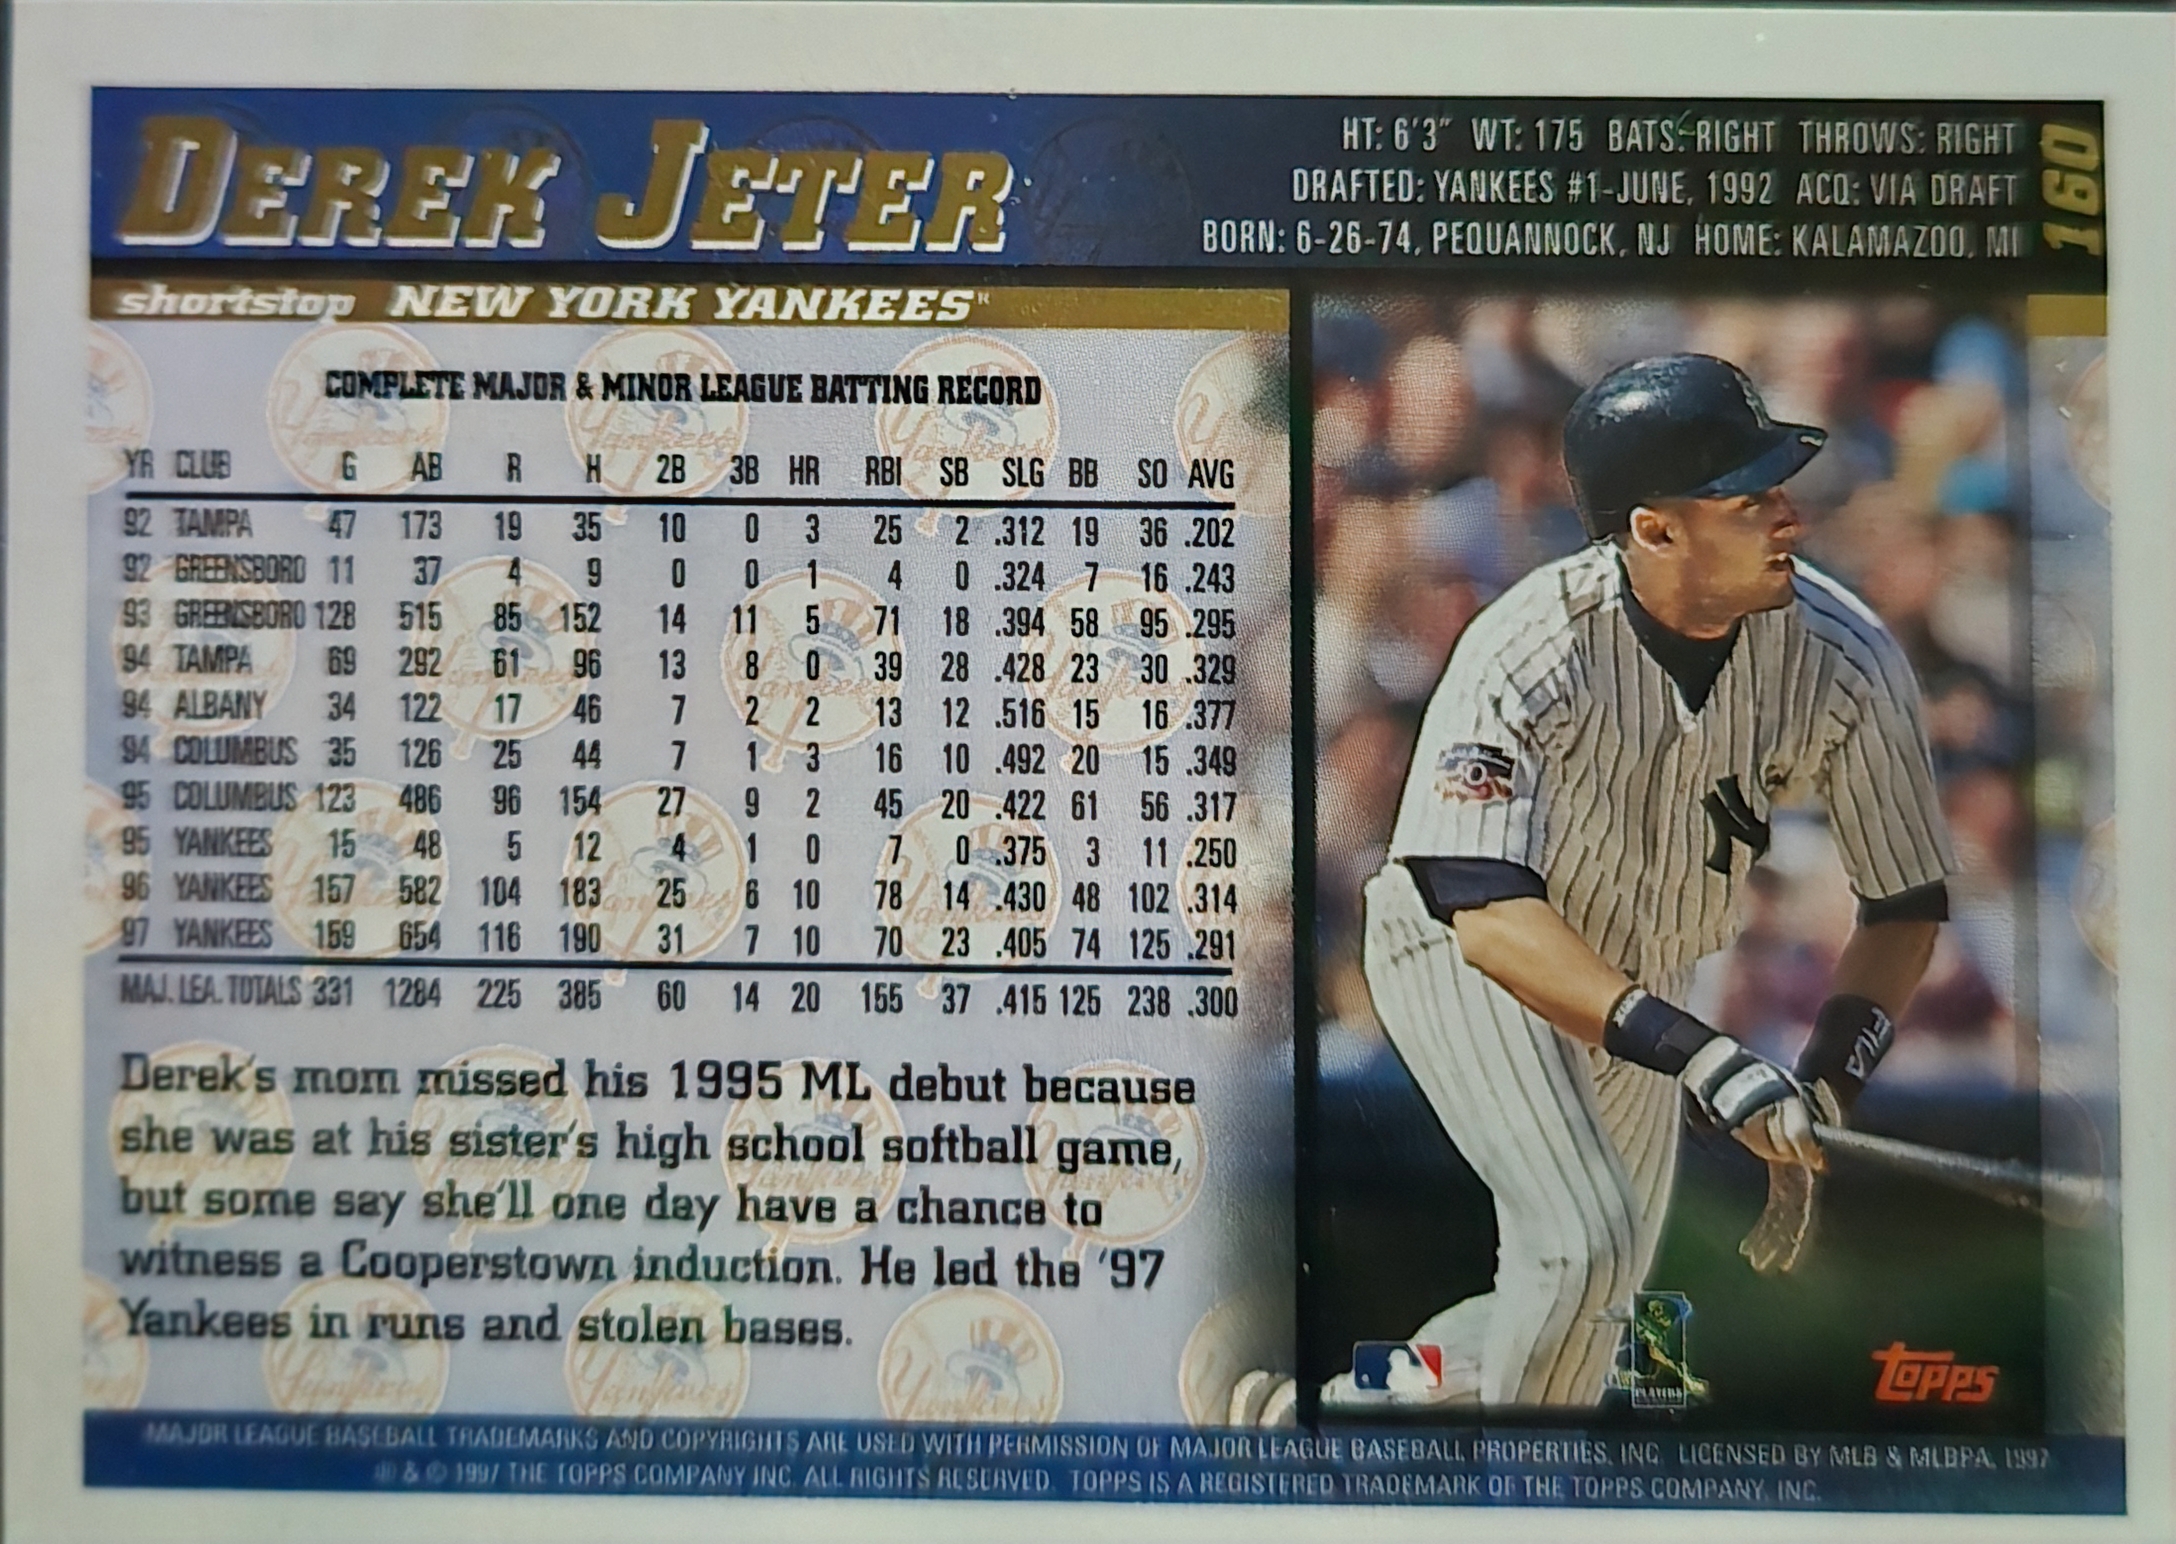 DEREK JETER
HT: 6'3" WT: 175 BATS: RIGHT THROWS: RIGHT
DRAFTED: YANKEES #1-JUNE, 1992 ACQ: VIA DRAFT
BORN: 6-26-74, PEQUANNOCK, NJ HOME: KALAMAZOO, MI
160
shortstop NEW YORK YANKEES
COMPLETE MAJOR & MINOR LEAGUE BATTING RECORD
YR CLUB G AB R H 2B 3B HR RBI SB SLG BB SO AVG
92 TAMPA 47 173 19 35 10 0 3 25 2 .312 19 36 .202
92 GREENSBORO 11 37 4 9 0 0 1 4 0 .324 7 16 .243
93 GREENSBORO 128 515 85 152 14 11 5 71 18 .394 58 95 .295
94 TAMPA 69 292 61 96 13 8 0 39 28 .428 23 30 .329
94 ALBANY 34 122 17 46 7 2 2 13 12 .516 15 16 .377
94 COLUMBUS 35 126 25 44 7 1 3 16 10 .492 20 15 .349
95 COLUMBUS 123 486 96 154 27 9 2 45 20 .422 61 56 .317
95 YANKEES 15 48 5 12 4 1 0 7 0 .375 3 11 .250
96 YANKEES 157 582 104 183 25 6 10 78 14 .430 48 102 .314
97 YANKEES 159 654 116 190 31 7 10 70 23 .405 74 125 .291
MAJ. LEA. TOTALS 331 1284 225 385 60 14 20 155 37 .415 125 238 .300
Derek's mom missed his 1995 ML debut because
she was at his sister's high school softball game,
but some say she'll one day have a chance to
witness a Cooperstown induction. He led the '97
Yankees in runs and stolen bases.
FILA
PLAYERS
TOPPS
MAJOR LEAGUE BASEBALL TRADEMARKS AND COPYRIGHTS ARE USED WITH PERMISSION OF MAJOR LEAGUE BASEBALL PROPERTIES, INC. LICENSED BY MLB & MLBPA, 1997
® & © 1997 THE TOPPS COMPANY INC. ALL RIGHTS RESERVED. TOPPS IS A REGISTERED TRADEMARK OF THE TOPPS COMPANY, INC.